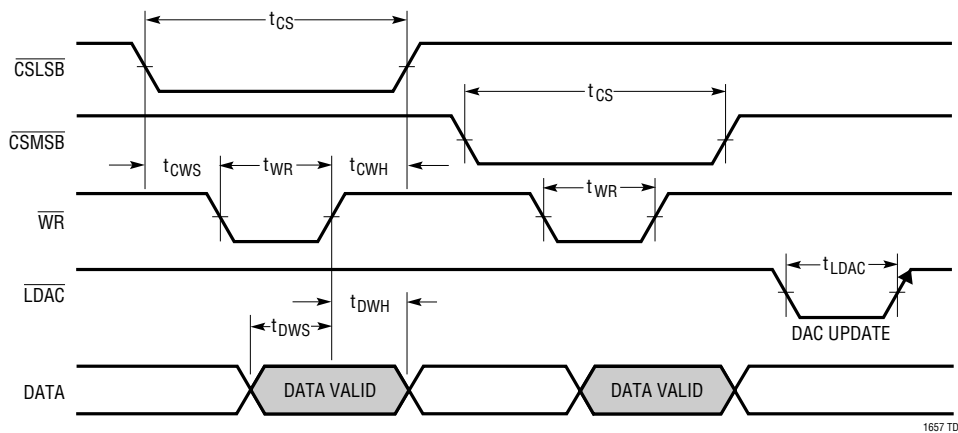 tCS
CSLSB
tCS
CSMSB
tCWS tWR tCWH
tWR
WR
tLDAC
LDAC
tDWH
tDWS
DAC UPDATE
DATA DATA VALID DATA VALID
1657 TD